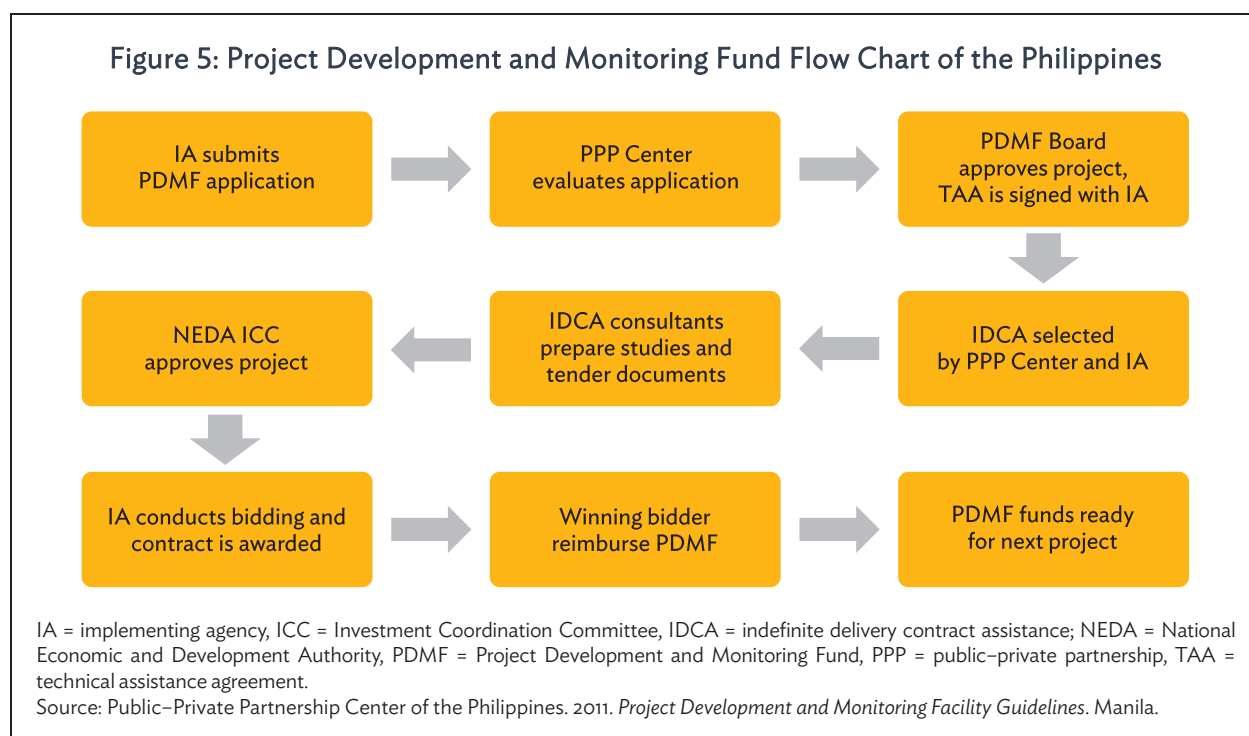 Figure 5: Project Development and Monitoring Fund Flow Chart of the Philippines
IA submits
PDMF application
PPP Center
evaluates application
PDMF Board
approves project,
TAA is signed with IA
IDCA selected
by PPP Center and IA
IDCA consultants
prepare studies and
tender documents
NEDA ICC
approves project
IA conducts bidding and
contract is awarded
Winning bidder
reimburse PDMF
PDMF funds ready
for next project
IA = implementing agency, ICC = Investment Coordination Committee, IDCA = indefinite delivery contract assistance; NEDA = National
Economic and Development Authority, PDMF = Project Development and Monitoring Fund, PPP = public–private partnership, TAA =
technical assistance agreement.
Source: Public–Private Partnership Center of the Philippines. 2011. Project Development and Monitoring Facility Guidelines. Manila.